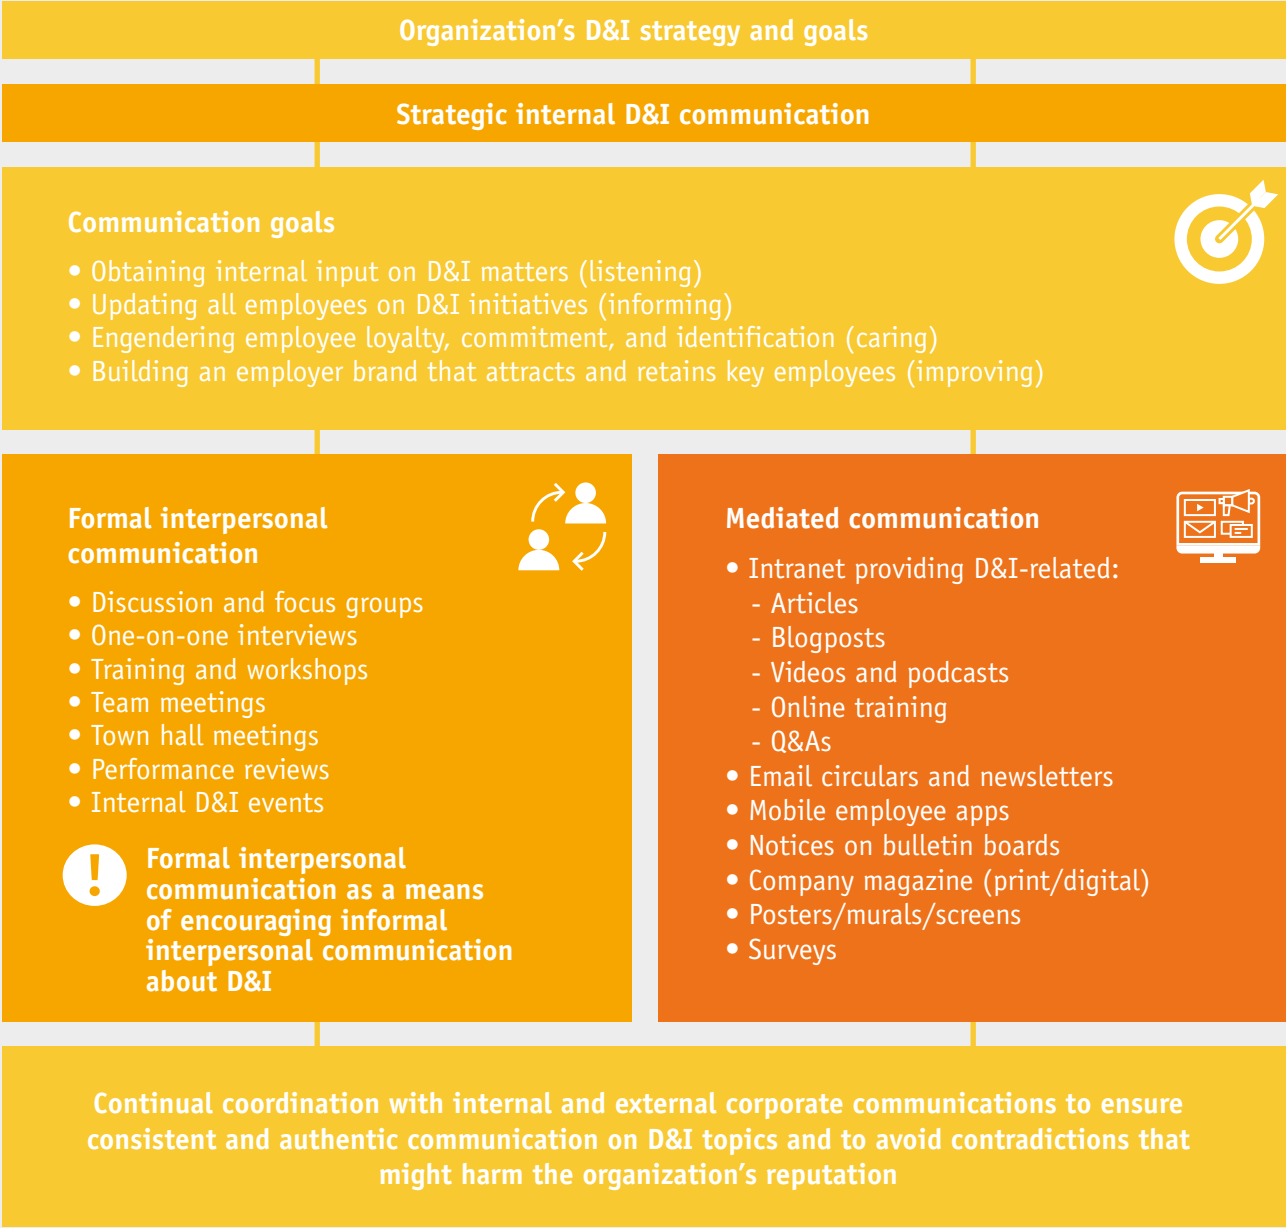 Organization's D&I strategy and goals
Strategic internal D&I communication
Communication goals
• Obtaining internal input on D&I matters (listening)
• Updating all employees on D&I initiatives (informing)
• Engendering employee loyalty, commitment, and identification (caring)
• Building an employer brand that attracts and retains key employees (improving)
Formal interpersonal
communication
• Discussion and focus groups
• One-on-one interviews
• Training and workshops
• Team meetings
• Town hall meetings
• Performance reviews
• Internal D&I events
! Formal interpersonal
communication as a means
of encouraging informal
interpersonal communication
about D&I
Mediated communication
• Intranet providing D&I-related:
- Articles
- Blogposts
- Videos and podcasts
- Online training
- Q&As
• Email circulars and newsletters
• Mobile employee apps
• Notices on bulletin boards
• Company magazine (print/digital)
• Posters/murals/screens
• Surveys
Continual coordination with internal and external corporate communications to ensure
consistent and authentic communication on D&I topics and to avoid contradictions that
might harm the organization's reputation